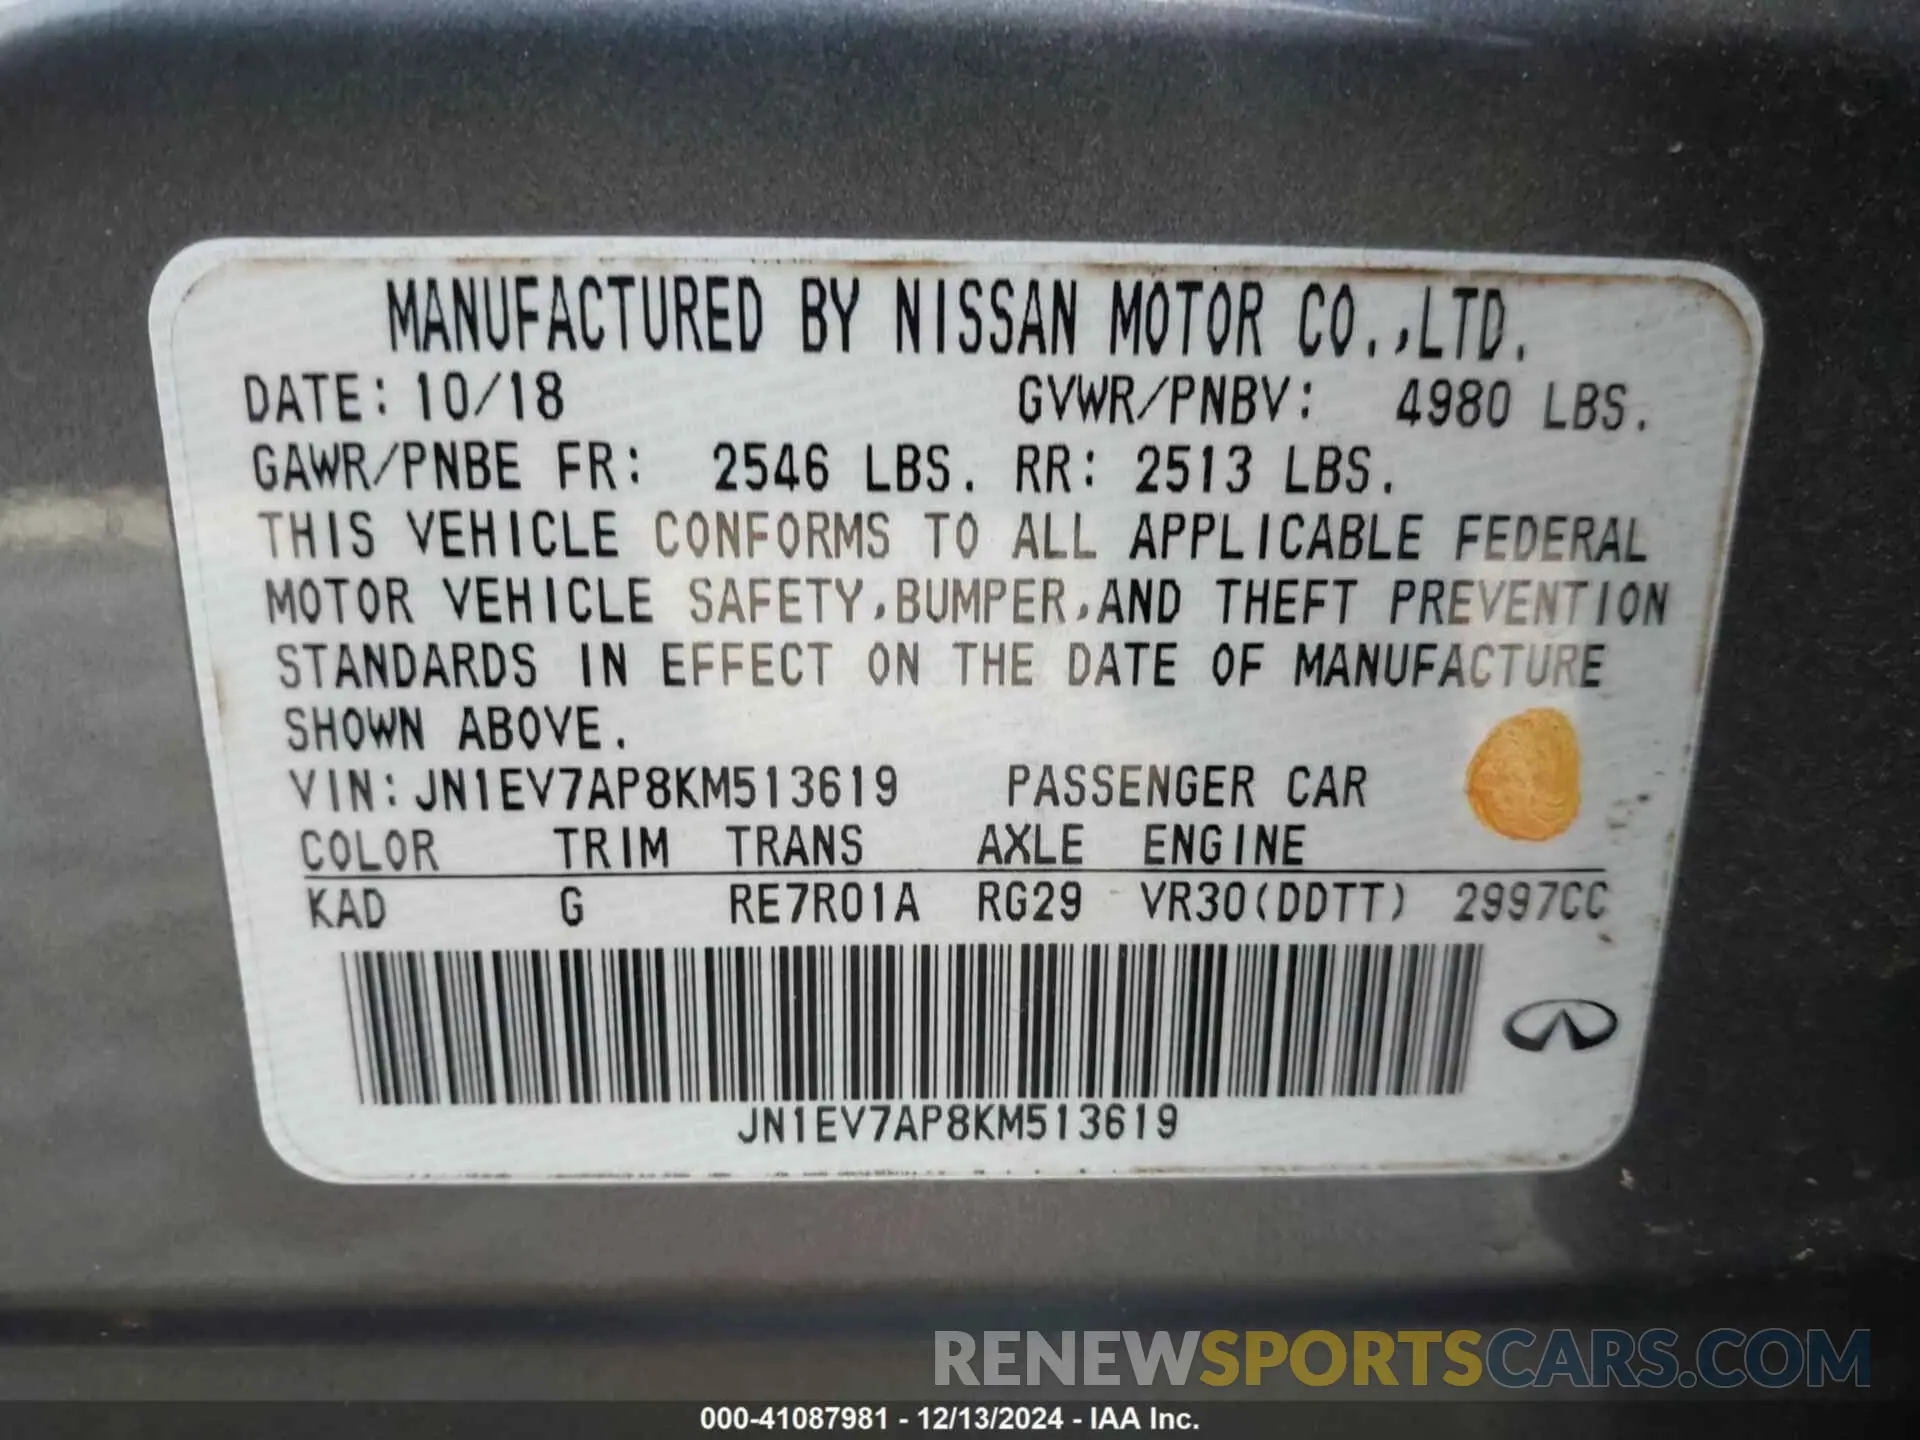 MANUFACTURED BY NISSAN MOTOR CO.,LTD.
DATE: 10/18 GVWR/PNBV: 4980 LBS.
GAWR/PNBE FR: 2546 LBS. RR: 2513 LBS.
THIS VEHICLE CONFORMS TO ALL APPLICABLE FEDERAL
MOTOR VEHICLE SAFETY,BUMPER,AND THEFT PREVENTION
STANDARDS IN EFFECT ON THE DATE OF MANUFACTURE
SHOWN ABOVE.
VIN: JN1EV7AP8KM513619 PASSENGER CAR
COLOR TRIM TRANS AXLE ENGINE
KAD G RE7R01A RG29 VR30(DDTT) 2997CC
JN1EV7AP8KM513619
RENEWSPORTSCARS.COM
000-41087981 - 12/13/2024 - IAA Inc.